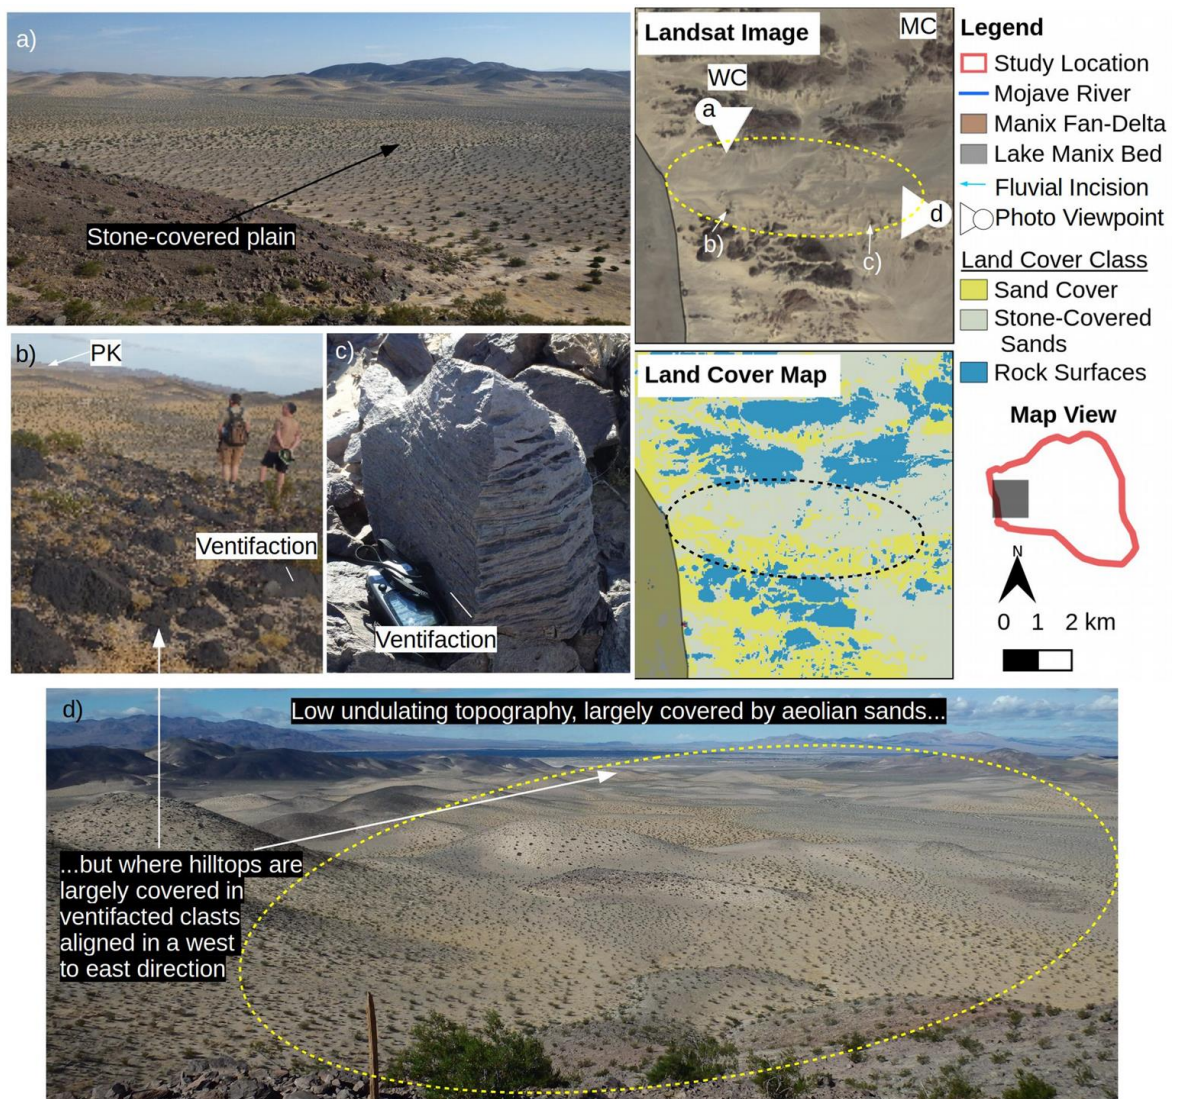 a)
Stone-covered plain
Landsat Image
MC
WC
a
d
b)
c)
Legend
Study Location
Mojave River
Manix Fan-Delta
Lake Manix Bed
Fluvial Incision
Photo Viewpoint
Land Cover Class
Sand Cover
Stone-Covered
Sands
Rock Surfaces
b)
PK
Ventifaction
c)
Ventifaction
Land Cover Map
Map View
N
0 1 2 km
d)
Low undulating topography, largely covered by aeolian sands...
...but where hilltops are
largely covered in
ventifacted clasts
aligned in a west
to east direction